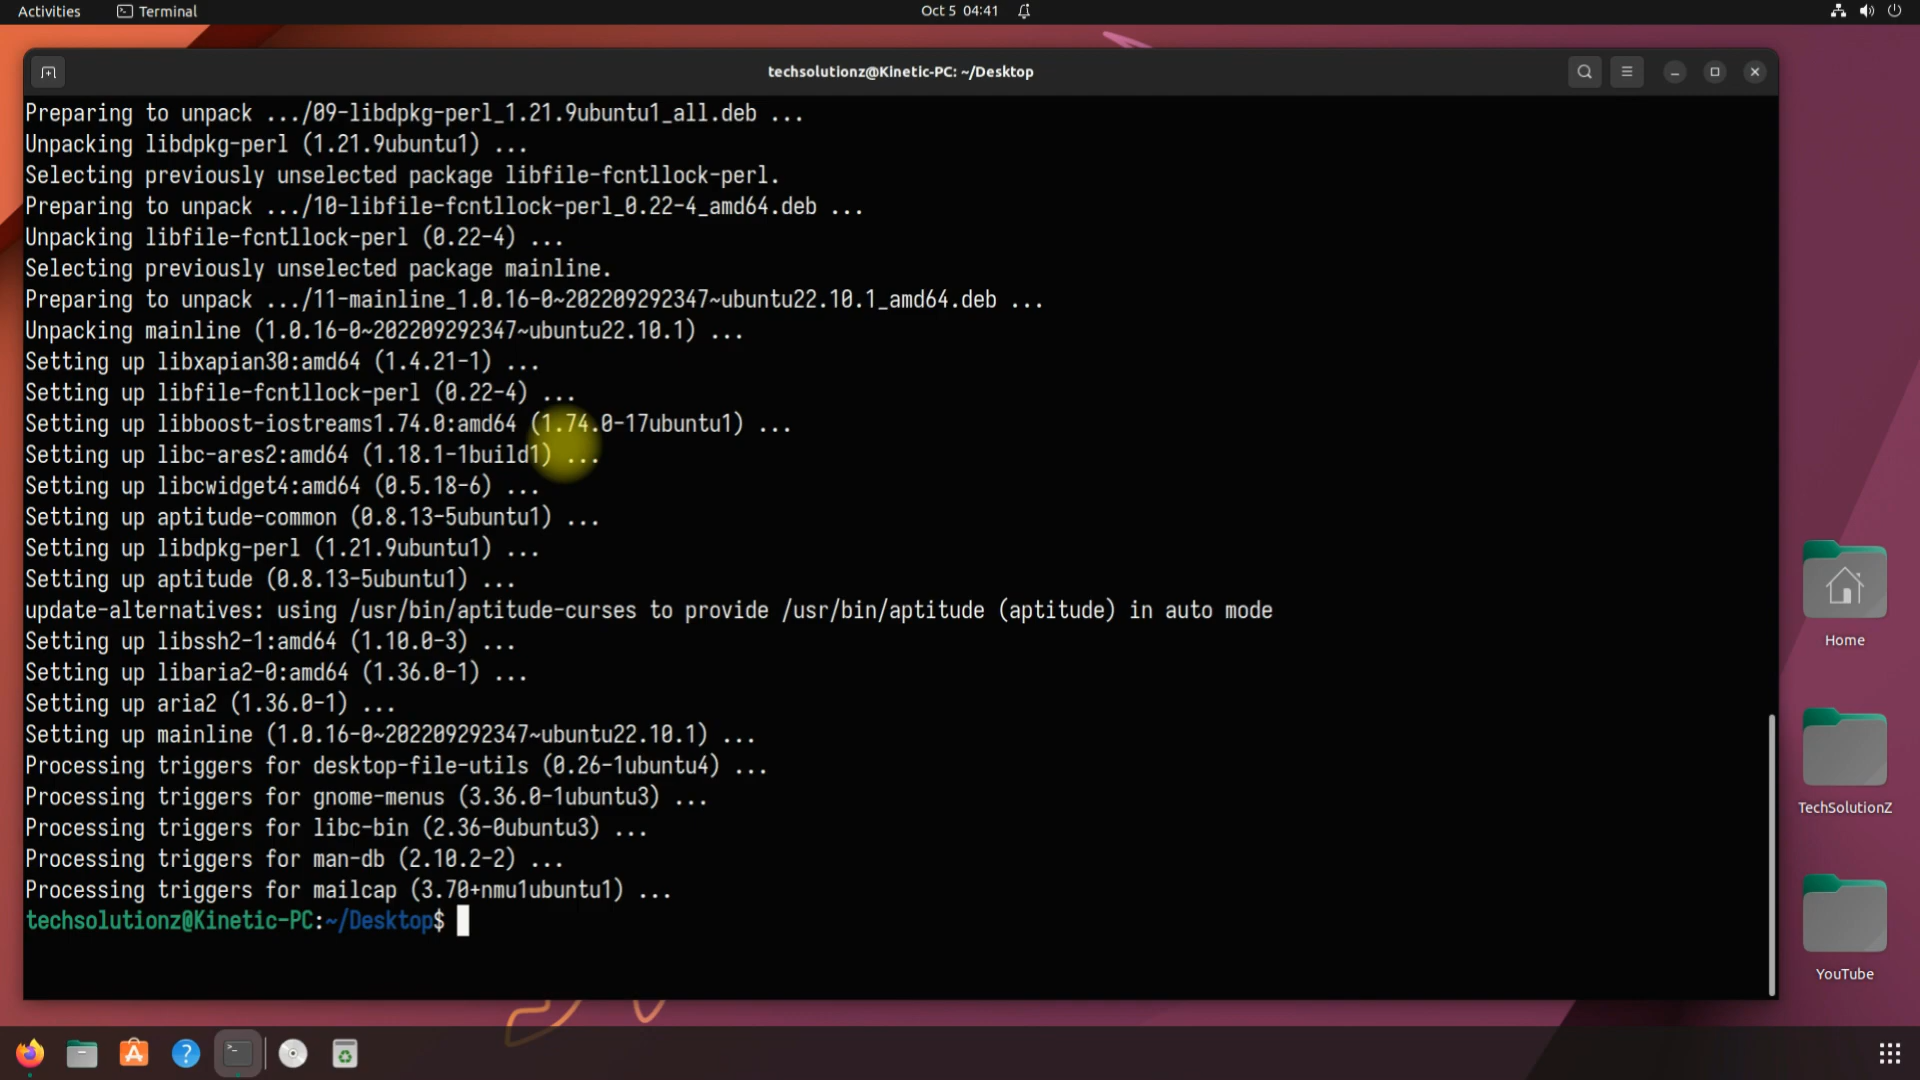 Activities
Terminal
Oct 5 04:41
techsolutionz@Kinetic-PC: ~/Desktop
Preparing to unpack .../09-libdpkg-perl_1.21.9ubuntu1_all.deb ...
Unpacking libdpkg-perl (1.21.9ubuntu1) ...
Selecting previously unselected package libfile-fcntllock-perl.
Preparing to unpack .../10-libfile-fcntllock-perl_0.22-4_amd64.deb ...
Unpacking libfile-fcntllock-perl (0.22-4) ...
Selecting previously unselected package mainline.
Preparing to unpack .../11-mainline_1.0.16-0~202209292347~ubuntu22.10.1_amd64.deb ...
Unpacking mainline (1.0.16-0~202209292347~ubuntu22.10.1) ...
Setting up libxapian30:amd64 (1.4.21-1) ...
Setting up libfile-fcntllock-perl (0.22-4) ...
Setting up libboost-iostreams1.74.0:amd64 (1.74.0-17ubuntu1) ...
Setting up libc-ares2:amd64 (1.18.1-1build1) ...
Setting up libcwidget4:amd64 (0.5.18-6) ...
Setting up aptitude-common (0.8.13-5ubuntu1) ...
Setting up libdpkg-perl (1.21.9ubuntu1) ...
Setting up aptitude (0.8.13-5ubuntu1) ...
update-alternatives: using /usr/bin/aptitude-curses to provide /usr/bin/aptitude (aptitude) in auto mode
Setting up libssh2-1:amd64 (1.10.0-3) ...
Setting up libaria2-0:amd64 (1.36.0-1) ...
Setting up aria2 (1.36.0-1) ...
Setting up mainline (1.0.16-0~202209292347~ubuntu22.10.1) ...
Processing triggers for desktop-file-utils (0.26-1ubuntu4) ...
Processing triggers for gnome-menus (3.36.0-1ubuntu3) ...
Processing triggers for libc-bin (2.36-0ubuntu3) ...
Processing triggers for man-db (2.10.2-2) ...
Processing triggers for mailcap (3.70+nmu1ubuntu1) ...
techsolutionz@Kinetic-PC:~/Desktop$
Home
TechSolutionZ
YouTube